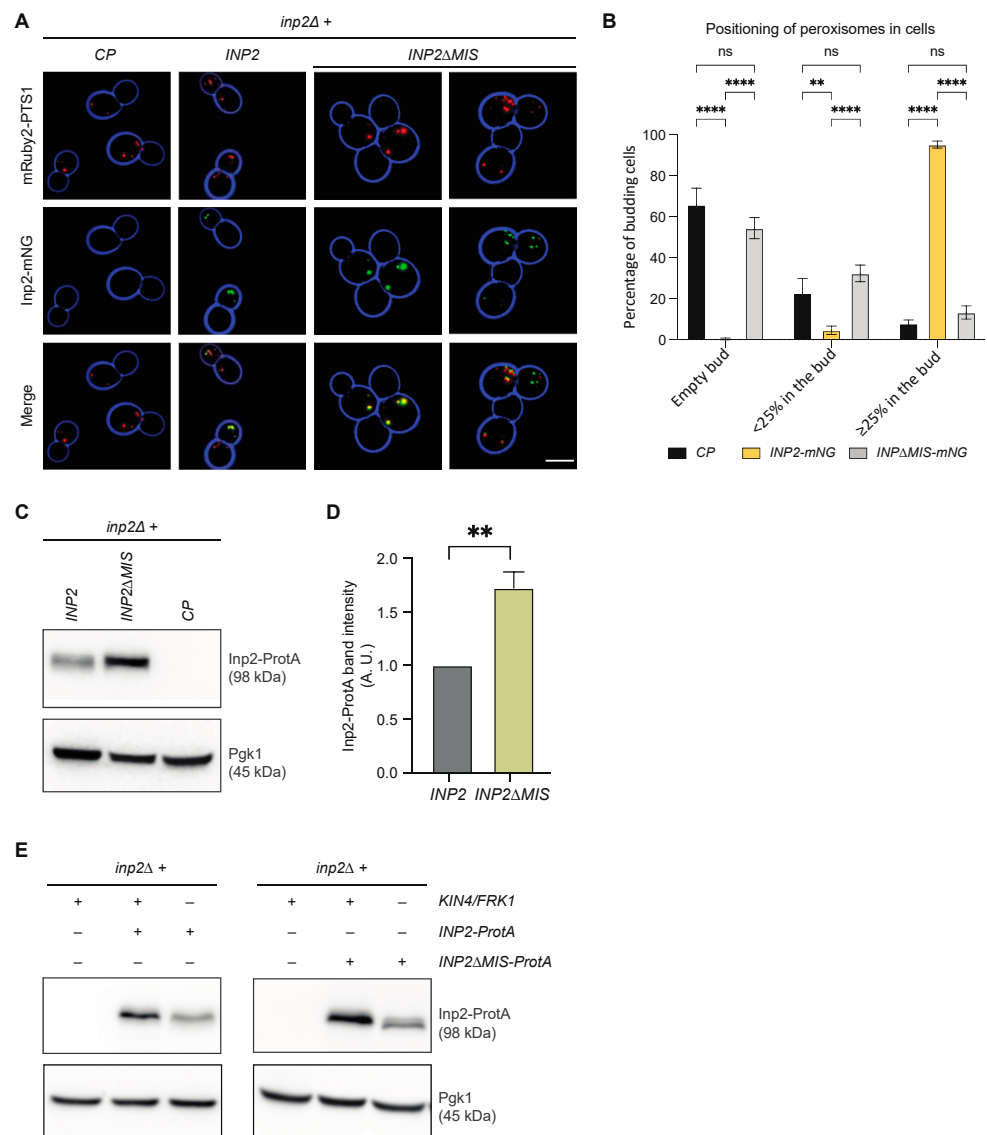 A
inp2Δ +
CP
INP2
INP2ΔMIS
mRuby2-PTS1
Inp2-mNG
Merge
B
Positioning of peroxisomes in cells
ns
ns
ns
****
**
****
****
****
****
Percentage of budding cells
100
80
60
40
20
0
Empty bud
<25% in the bud
≥25% in the bud
CP
INP2-mNG
INPΔMIS-mNG
C
inp2Δ +
INP2
INP2ΔMIS
CP
Inp2-ProtA
(98 kDa)
Pgk1
(45 kDa)
D
**
Inp2-ProtA band intensity
(A. U.)
2.0
1.5
1.0
0.5
0.0
INP2
INP2ΔMIS
E
inp2Δ +
inp2Δ +
+ + – + + – KIN4/FRK1
– + + – – – INP2-ProtA
– – – – + + INP2ΔMIS-ProtA
Inp2-ProtA
(98 kDa)
Pgk1
(45 kDa)